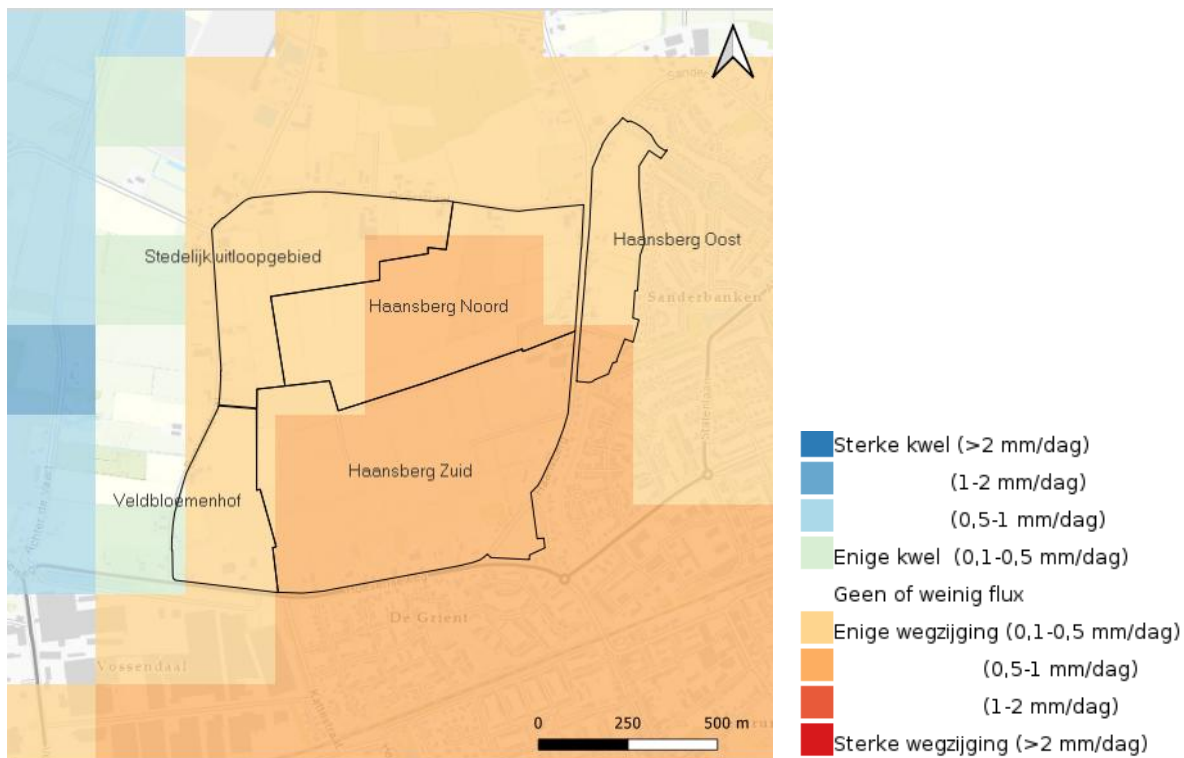 Stedelijk uitloopgebied
Haansberg Oost
Sanderbanken
Haansberg Noord
Haansberg Zuid
Veldbloemenhof
De Grient
Vossendaal
0 250 500 m
Sterke kwel (>2 mm/dag)
(1-2 mm/dag)
(0,5-1 mm/dag)
Enige kwel (0,1-0,5 mm/dag)
Geen of weinig flux
Enige wegzijging (0,1-0,5 mm/dag)
(0,5-1 mm/dag)
(1-2 mm/dag)
Sterke wegzijging (>2 mm/dag)